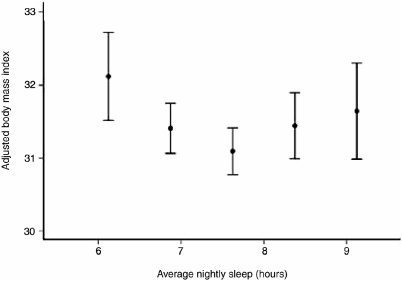 33
32
31
30
Adjusted body mass index
6 7 8 9
Average nightly sleep (hours)